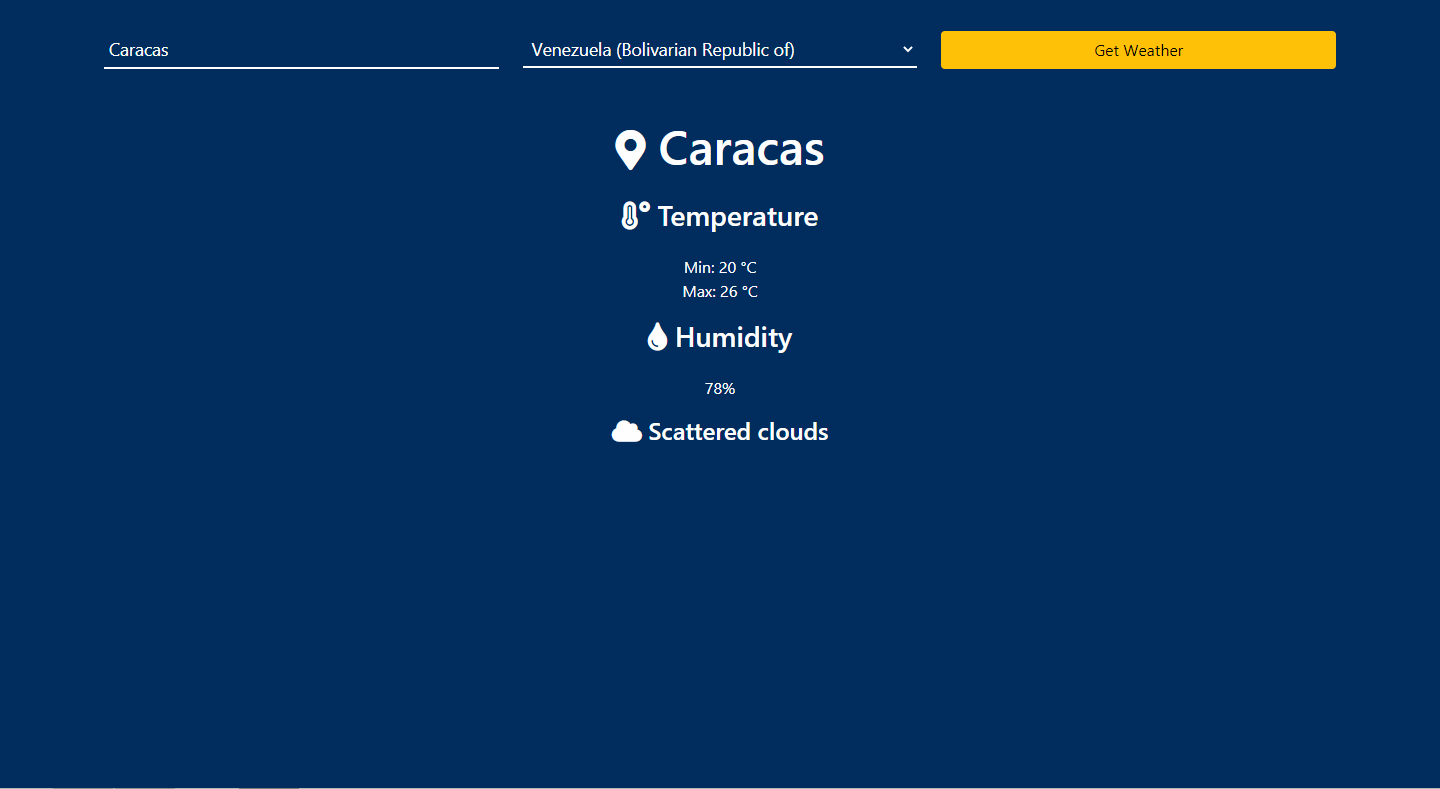 Caracas
Venezuela (Bolivarian Republic of)
Get Weather
Caracas
Temperature
Min: 20 °C
Max: 26 °C
Humidity
78%
Scattered clouds